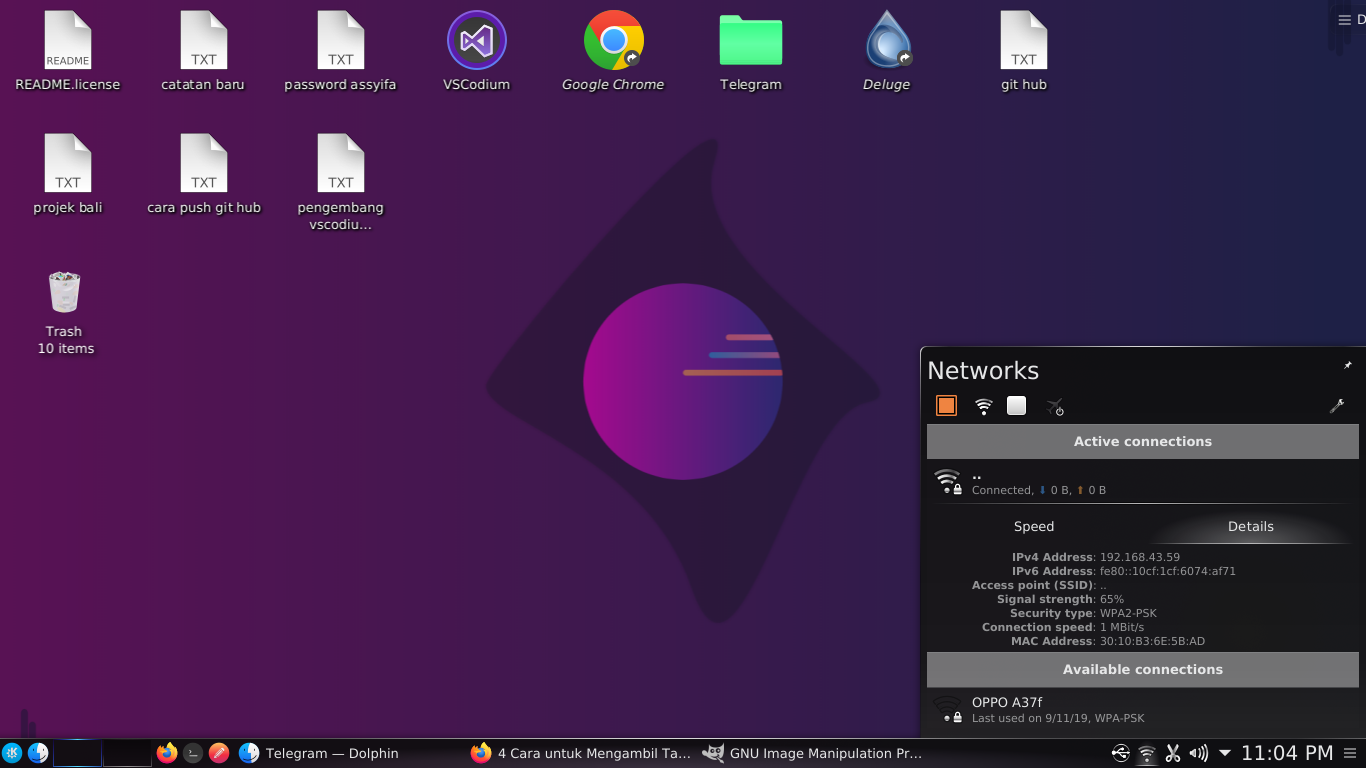 README
README.license
TXT
catatan baru
TXT
password assyifa
VSCodium
Google Chrome
Telegram
Deluge
TXT
git hub
D
TXT
projek bali
TXT
cara push git hub
TXT
pengembang
vscodiu...
Trash
10 items
Networks
Active connections
..
Connected, ⬇ 0 B, ⬆ 0 B
Speed
Details
IPv4 Address: 192.168.43.59
IPv6 Address: fe80::10cf:1cf:6074:af71
Access point (SSID): ..
Signal strength: 65%
Security type: WPA2-PSK
Connection speed: 1 MBit/s
MAC Address: 30:10:B3:6E:5B:AD
Available connections
OPPO A37f
Last used on 9/11/19, WPA-PSK
Telegram — Dolphin
4 Cara untuk Mengambil Ta...
GNU Image Manipulation Pr...
11:04 PM